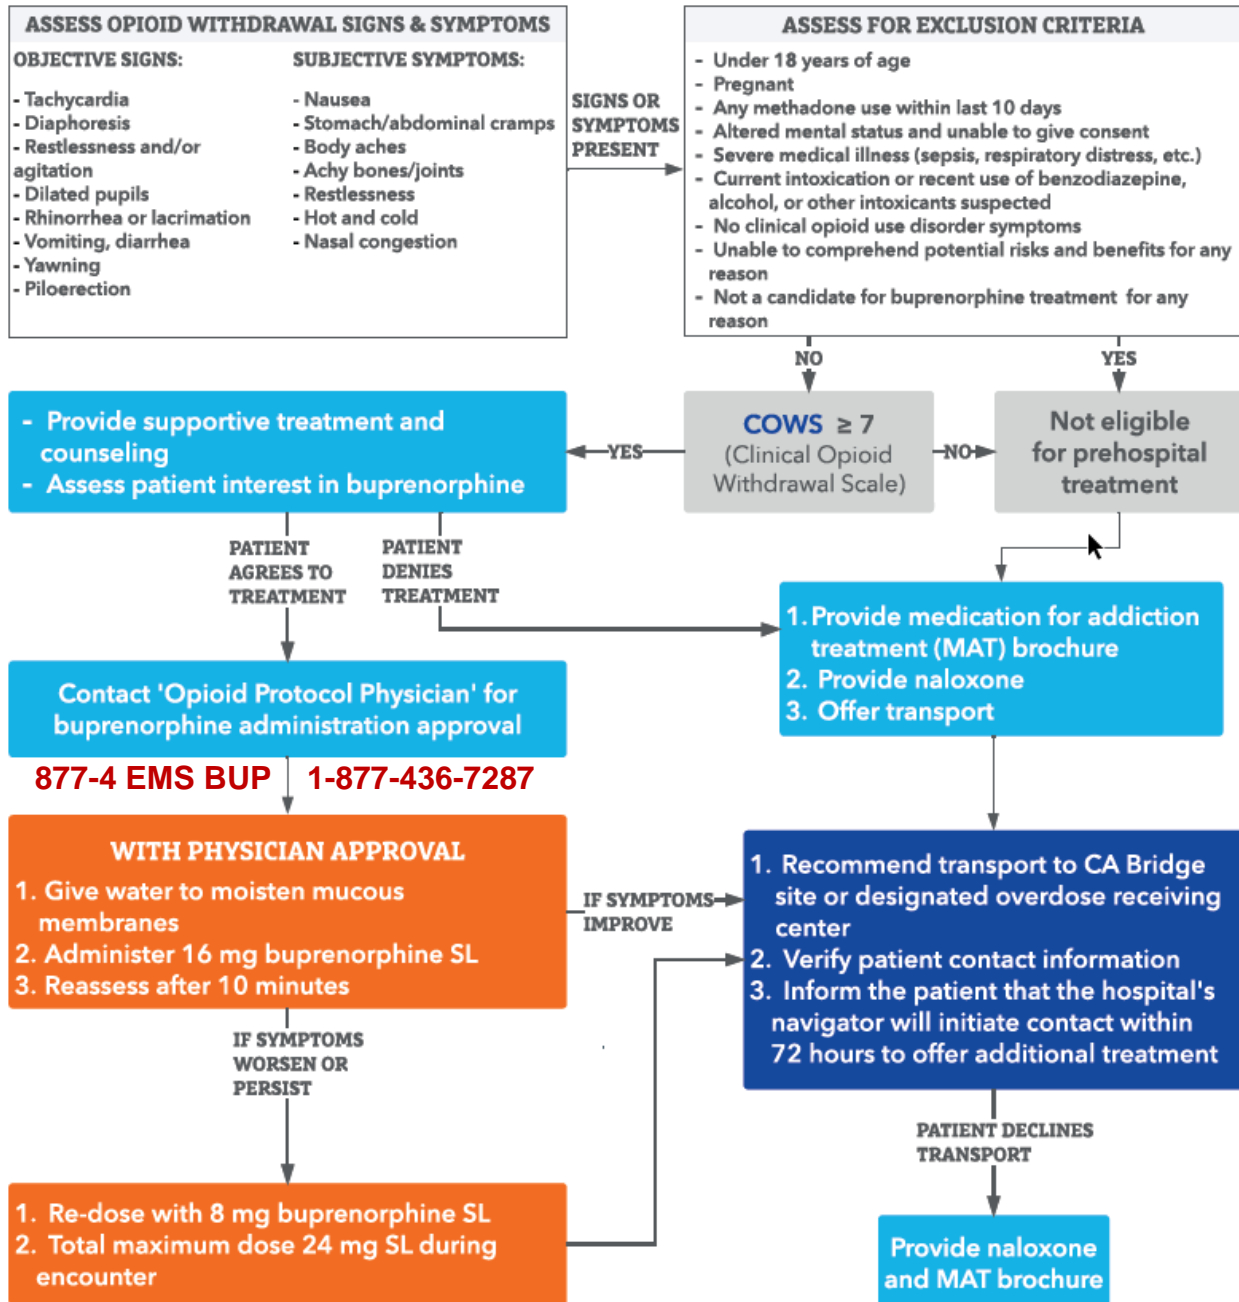 ASSESS OPIOID WITHDRAWAL SIGNS & SYMPTOMS
OBJECTIVE SIGNS:
- Tachycardia
- Diaphoresis
- Restlessness and/or
agitation
- Dilated pupils
- Rhinorrhea or lacrimation
- Vomiting, diarrhea
- Yawning
- Piloerection
SUBJECTIVE SYMPTOMS:
- Nausea
- Stomach/abdominal cramps
- Body aches
- Achy bones/joints
- Restlessness
- Hot and cold
- Nasal congestion
SIGNS OR
SYMPTOMS
PRESENT
ASSESS FOR EXCLUSION CRITERIA
- Under 18 years of age
- Pregnant
- Any methadone use within last 10 days
- Altered mental status and unable to give consent
- Severe medical illness (sepsis, respiratory distress, etc.)
- Current intoxication or recent use of benzodiazepine,
alcohol, or other intoxicants suspected
- No clinical opioid use disorder symptoms
- Unable to comprehend potential risks and benefits for any
reason
- Not a candidate for buprenorphine treatment for any
reason
NO
YES
COWS ≥ 7
(Clinical Opioid
Withdrawal Scale)
NO
Not eligible
for prehospital
treatment
YES
- Provide supportive treatment and
counseling
- Assess patient interest in buprenorphine
PATIENT
AGREES TO
TREATMENT
PATIENT
DENIES
TREATMENT
1. Provide medication for addiction
treatment (MAT) brochure
2. Provide naloxone
3. Offer transport
Contact 'Opioid Protocol Physician' for
buprenorphine administration approval
877-4 EMS BUP 1-877-436-7287
WITH PHYSICIAN APPROVAL
1. Give water to moisten mucous
membranes
2. Administer 16 mg buprenorphine SL
3. Reassess after 10 minutes
IF SYMPTOMS
IMPROVE
1. Recommend transport to CA Bridge
site or designated overdose receiving
center
2. Verify patient contact information
3. Inform the patient that the hospital's
navigator will initiate contact within
72 hours to offer additional treatment
IF SYMPTOMS
WORSEN OR
PERSIST
PATIENT DECLINES
TRANSPORT
1. Re-dose with 8 mg buprenorphine SL
2. Total maximum dose 24 mg SL during
encounter
Provide naloxone
and MAT brochure